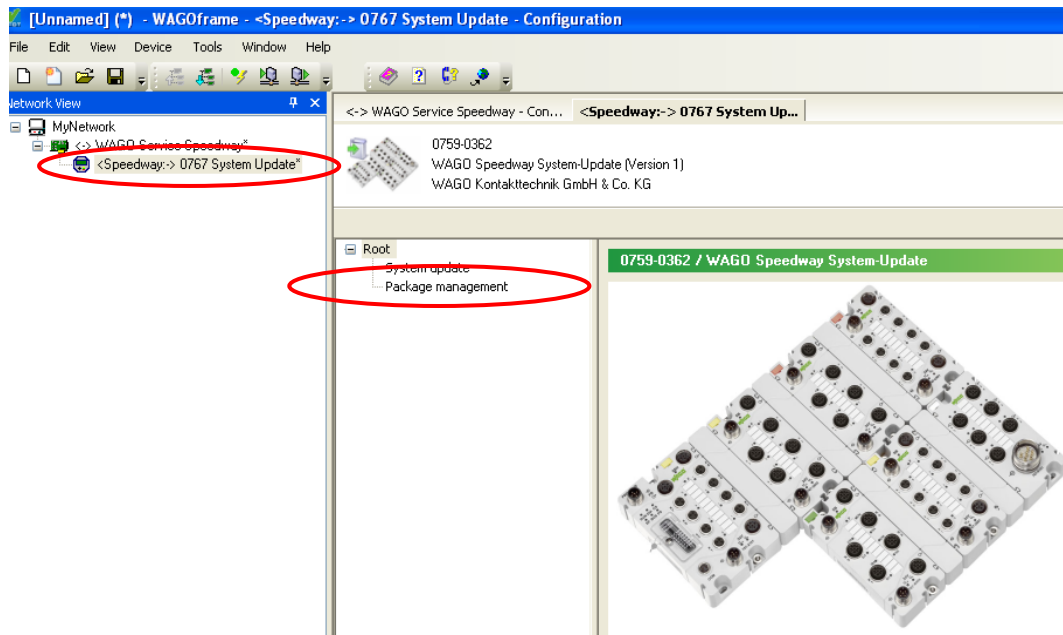 [Unnamed] (*) - WAGOframe - <Speedway:-> 0767 System Update - Configuration
File Edit View Device Tools Window Help
Network View
<-> WAGO Service Speedway - Con... <Speedway:-> 0767 System Up...
MyNetwork
<-> WAGO Service Speedway*
<Speedway:-> 0767 System Update*
0759-0362
WAGO Speedway System-Update (Version 1)
WAGO Kontakttechnik GmbH & Co. KG
Root
System update
Package management
0759-0362 / WAGO Speedway System-Update